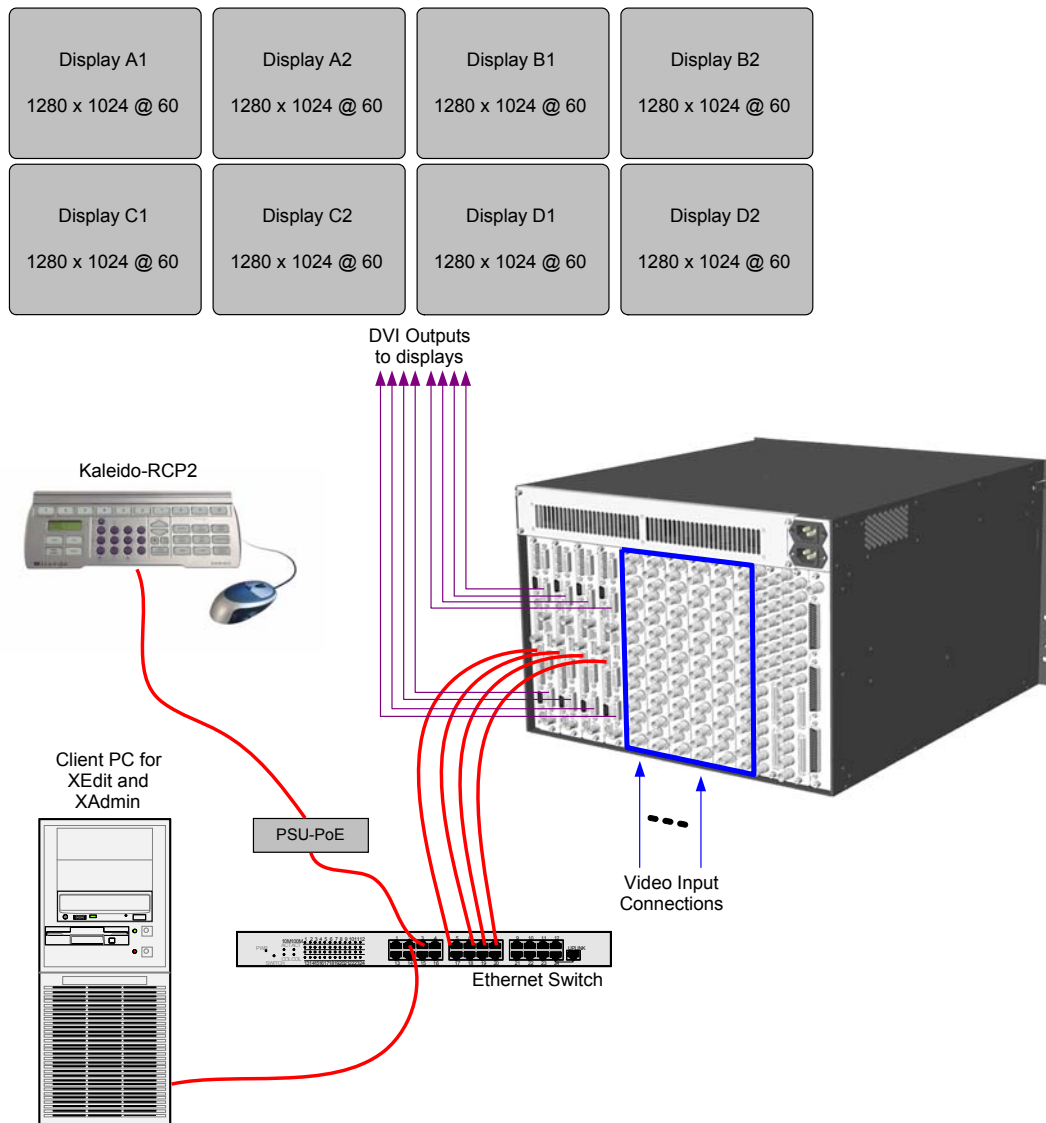 Display A1
1280 x 1024 @ 60
Display A2
1280 x 1024 @ 60
Display B1
1280 x 1024 @ 60
Display B2
1280 x 1024 @ 60
Display C1
1280 x 1024 @ 60
Display C2
1280 x 1024 @ 60
Display D1
1280 x 1024 @ 60
Display D2
1280 x 1024 @ 60
DVI Outputs
to displays
Kaleido-RCP2
Client PC for
XEdit and
XAdmin
PSU-PoE
Video Input
Connections
Ethernet Switch